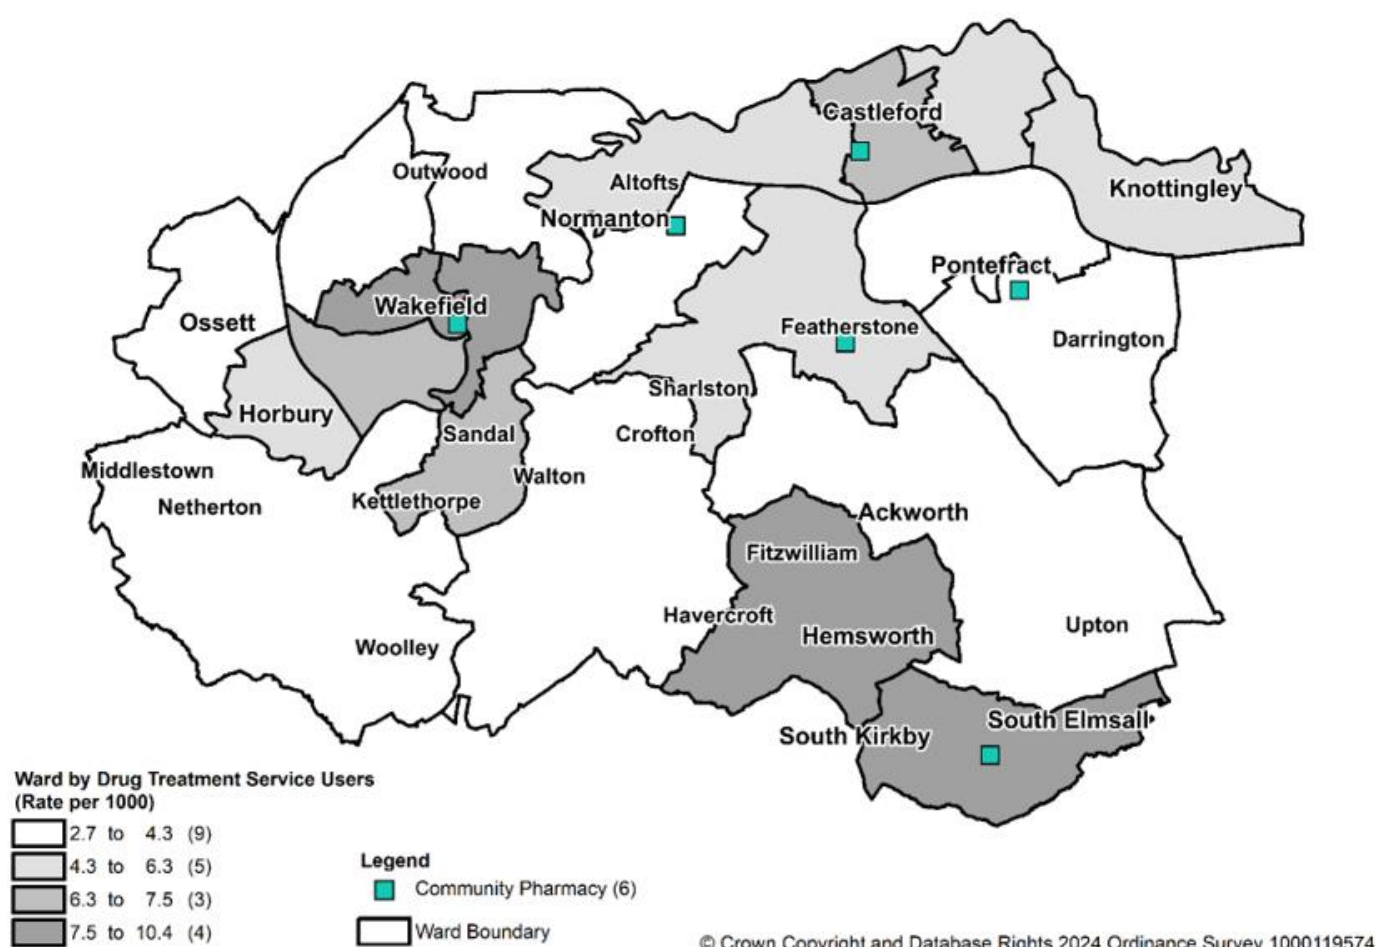 Castleford
Outwood
Altofts
Knottingley
Normanton
Pontefract
Wakefield
Ossett
Featherstone
Darrington
Sharlston
Horbury
Sandal
Crofton
Middlestown
Walton
Netherton
Kettlethorpe
Ackworth
Fitzwilliam
Havercroft
Hemsworth
Upton
Woolley
South Elmsall
South Kirkby
Ward by Drug Treatment Service Users
(Rate per 1000)
2.7 to 4.3 (9)
4.3 to 6.3 (5)
6.3 to 7.5 (3)
7.5 to 10.4 (4)
Legend
Community Pharmacy (6)
Ward Boundary
© Crown Copyright and Database Rights 2024 Ordinance Survey 1000119574